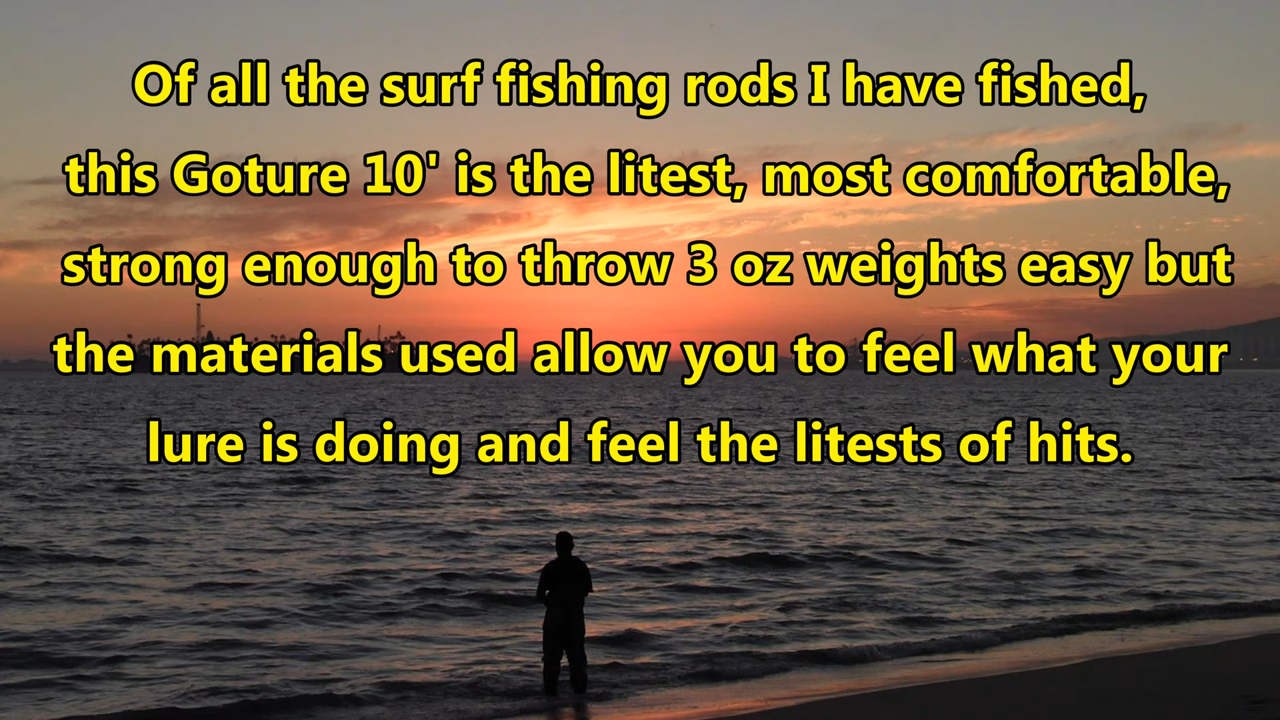 Of all the surf fishing rods I have fished,
this Goture 10' is the litest, most comfortable,
strong enough to throw 3 oz weights easy but
the materials used allow you to feel what your
lure is doing and feel the litests of hits.